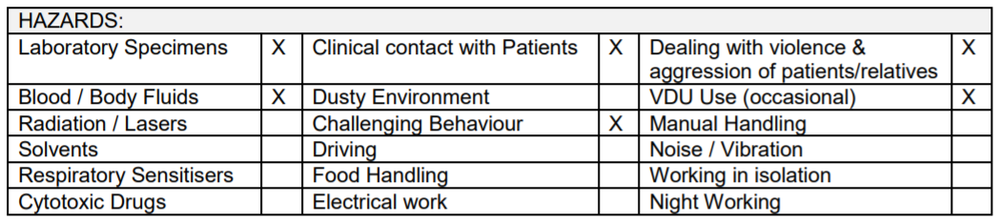 HAZARDS:
Laboratory Specimens X Clinical contact with Patients X Dealing with violence & X
aggression of patients/relatives
Blood / Body Fluids X Dusty Environment VDU Use (occasional) X
Radiation / Lasers Challenging Behaviour X Manual Handling
Solvents Driving Noise / Vibration
Respiratory Sensitisers Food Handling Working in isolation
Cytotoxic Drugs Electrical work Night Working